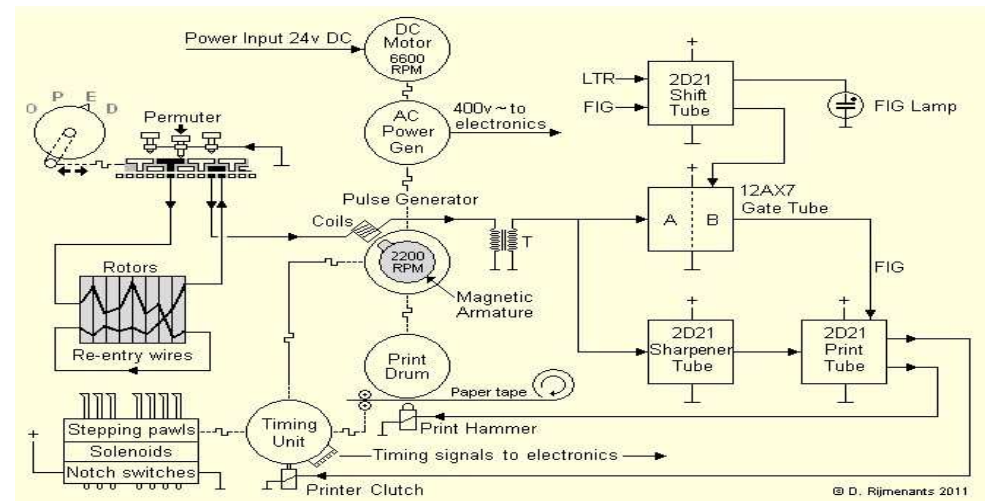 Power Input 24v DC
DC
Motor
6600
RPM
AC
Power
Gen
400v ~ to
electronics
LTR
FIG
+
2D21
Shift
Tube
FIG Lamp
O P E D
Permuter
Pulse Generator
Coils
2200
RPM
Magnetic
Armature
T
+
A B
12AX7
Gate Tube
FIG
Rotors
Re-entry wires
Print
Drum
Paper tape
Print Hammer
+
2D21
Sharpener
Tube
+
2D21
Print
Tube
+
Stepping pawls
Solenoids
Notch switches
Timing
Unit
Timing signals to electronics
Printer Clutch
© D. Rijmenants 2011